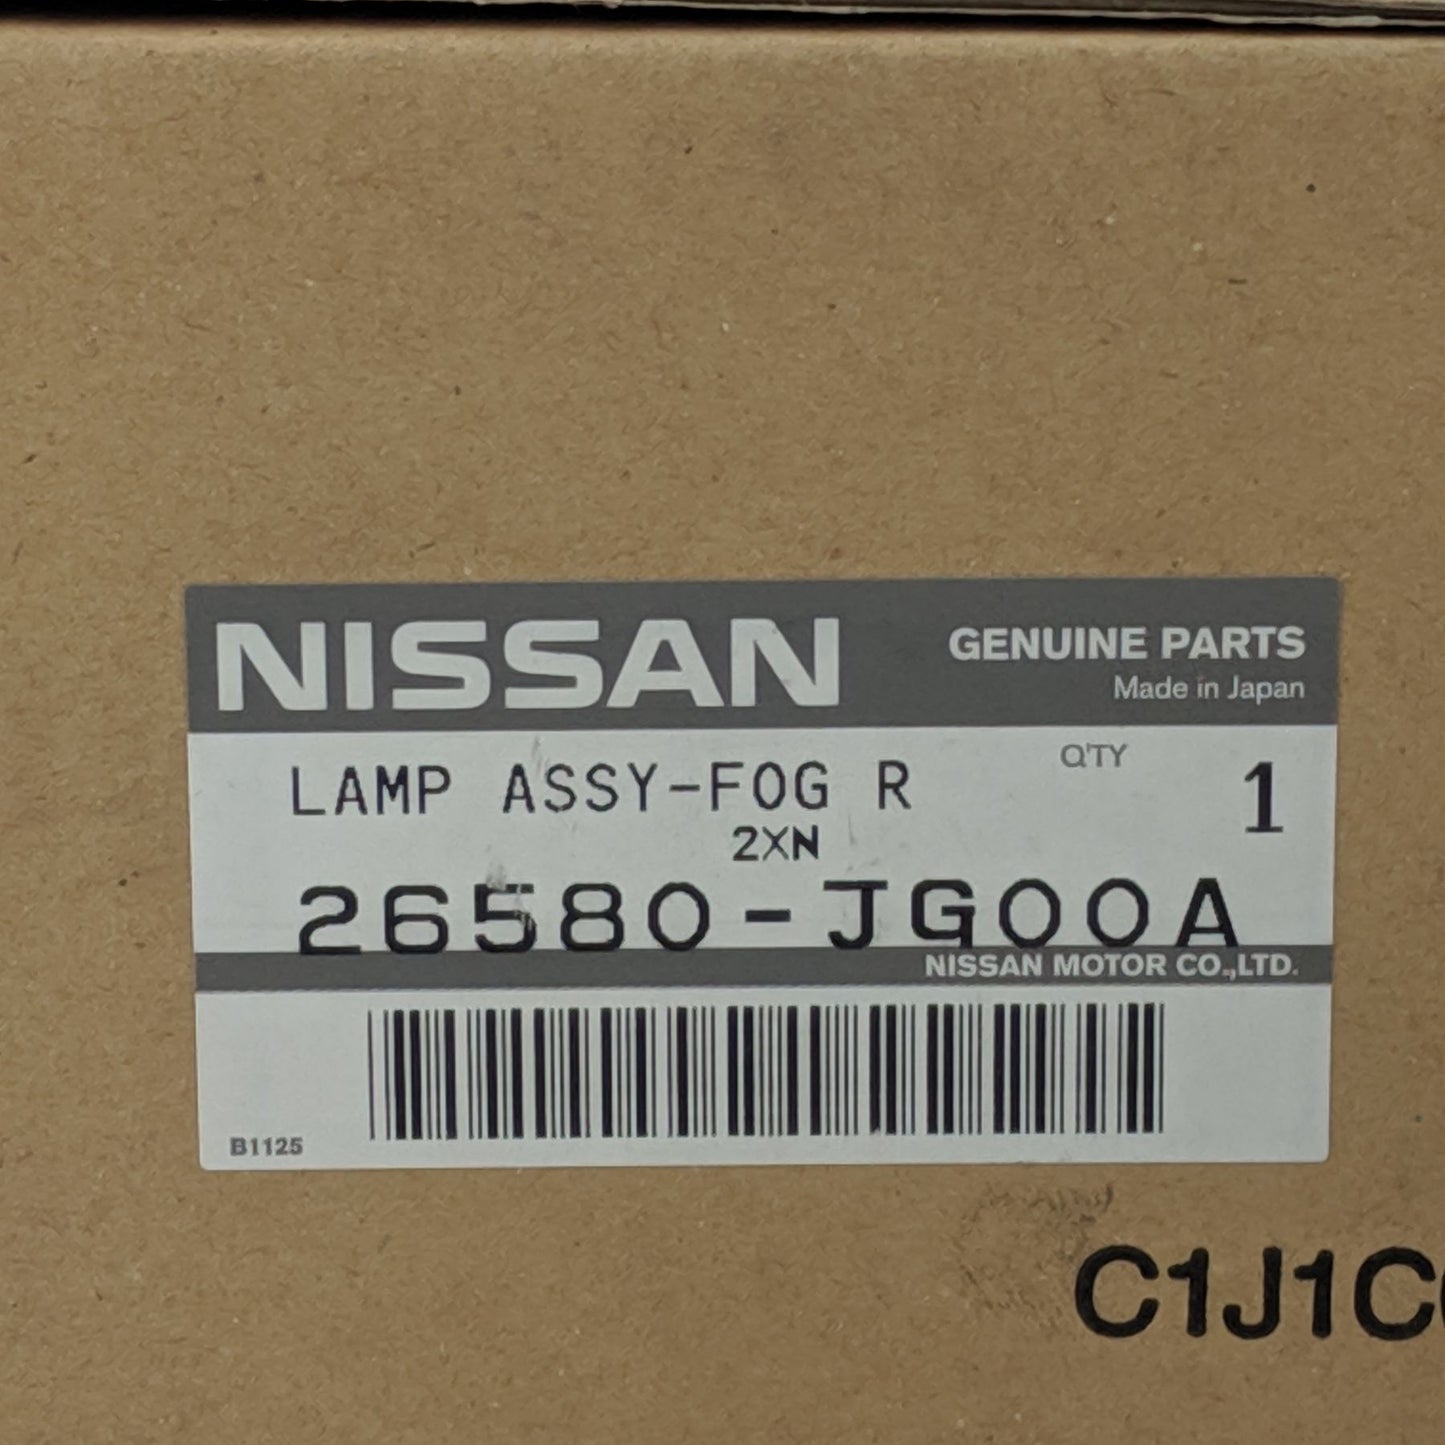 NISSAN
GENUINE PARTS
Made in Japan
LAMP ASSY-FOG R
Q'TY
1
2XN
26580-JG00A
NISSAN MOTOR CO.,LTD.
B1125
C1J1C